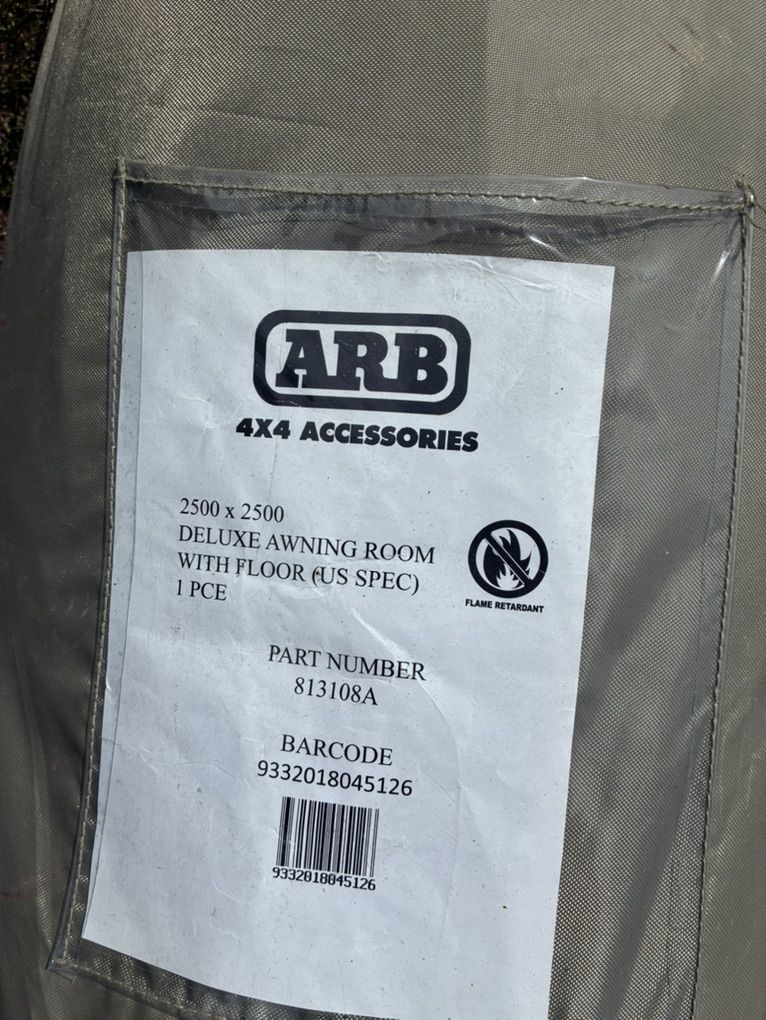 ARB
4X4 ACCESSORIES
2500 x 2500
DELUXE AWNING ROOM
WITH FLOOR (US SPEC)
1 PCE
FLAME RETARDANT
PART NUMBER
813108A
BARCODE
9332018045126
9332018045126